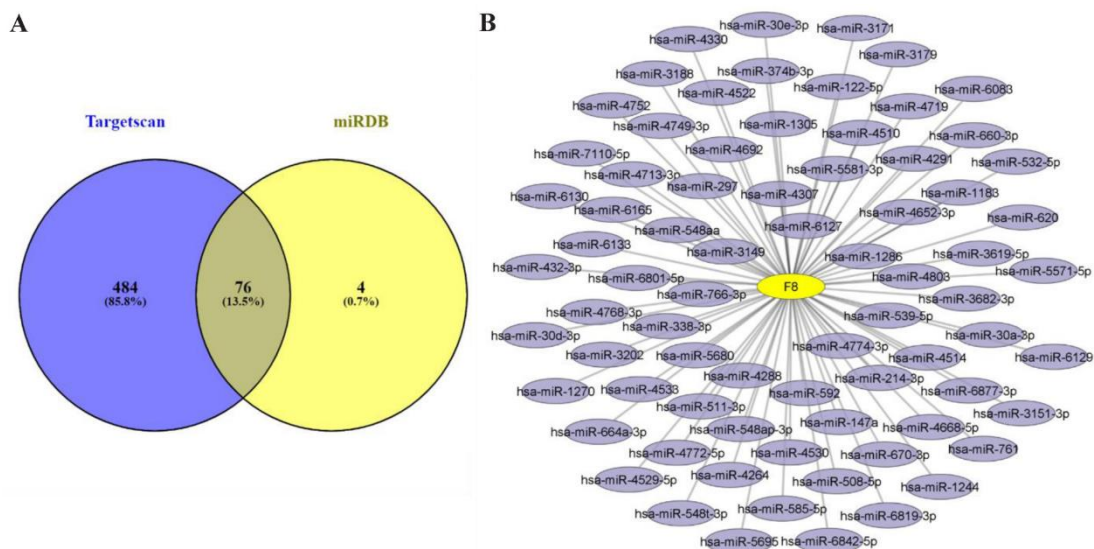 A
B
Targetscan
miRDB
484
(85.8%)
76
(13.5%)
4
(0.7%)
hsa-miR-30e-3p
hsa-miR-3171
hsa-miR-4330
hsa-miR-3179
hsa-miR-3188
hsa-miR-374b-3p
hsa-miR-122-5p
hsa-miR-6083
hsa-miR-4522
hsa-miR-4752
hsa-miR-4719
hsa-miR-4749-3p
hsa-miR-1305
hsa-miR-4510
hsa-miR-660-3p
hsa-miR-7110-5p
hsa-miR-4692
hsa-miR-4291
hsa-miR-532-5p
hsa-miR-4713-3p
hsa-miR-5581-3p
hsa-miR-297
hsa-miR-4307
hsa-miR-1183
hsa-miR-6130
hsa-miR-6165
hsa-miR-4652-3p
hsa-miR-620
hsa-miR-548aa
hsa-miR-6127
hsa-miR-6133
hsa-miR-3149
hsa-miR-1286
hsa-miR-3619-5p
hsa-miR-432-3p
hsa-miR-6801-5p
hsa-miR-4803
hsa-miR-5571-5p
F8
hsa-miR-766-3p
hsa-miR-3682-3p
hsa-miR-4768-3p
hsa-miR-539-5p
hsa-miR-30d-3p
hsa-miR-338-3p
hsa-miR-30a-3p
hsa-miR-4774-3p
hsa-miR-3202
hsa-miR-5680
hsa-miR-4514
hsa-miR-6129
hsa-miR-4288
hsa-miR-214-3p
hsa-miR-1270
hsa-miR-4533
hsa-miR-592
hsa-miR-6877-3p
hsa-miR-511-3p
hsa-miR-3151-3p
hsa-miR-664a-3p
hsa-miR-548ap-3p
hsa-miR-147a
hsa-miR-4668-5p
hsa-miR-4772-5p
hsa-miR-4530
hsa-miR-670-3p
hsa-miR-761
hsa-miR-4529-5p
hsa-miR-4264
hsa-miR-508-5p
hsa-miR-1244
hsa-miR-548t-3p
hsa-miR-585-5p
hsa-miR-6819-3p
hsa-miR-5695
hsa-miR-6842-5p